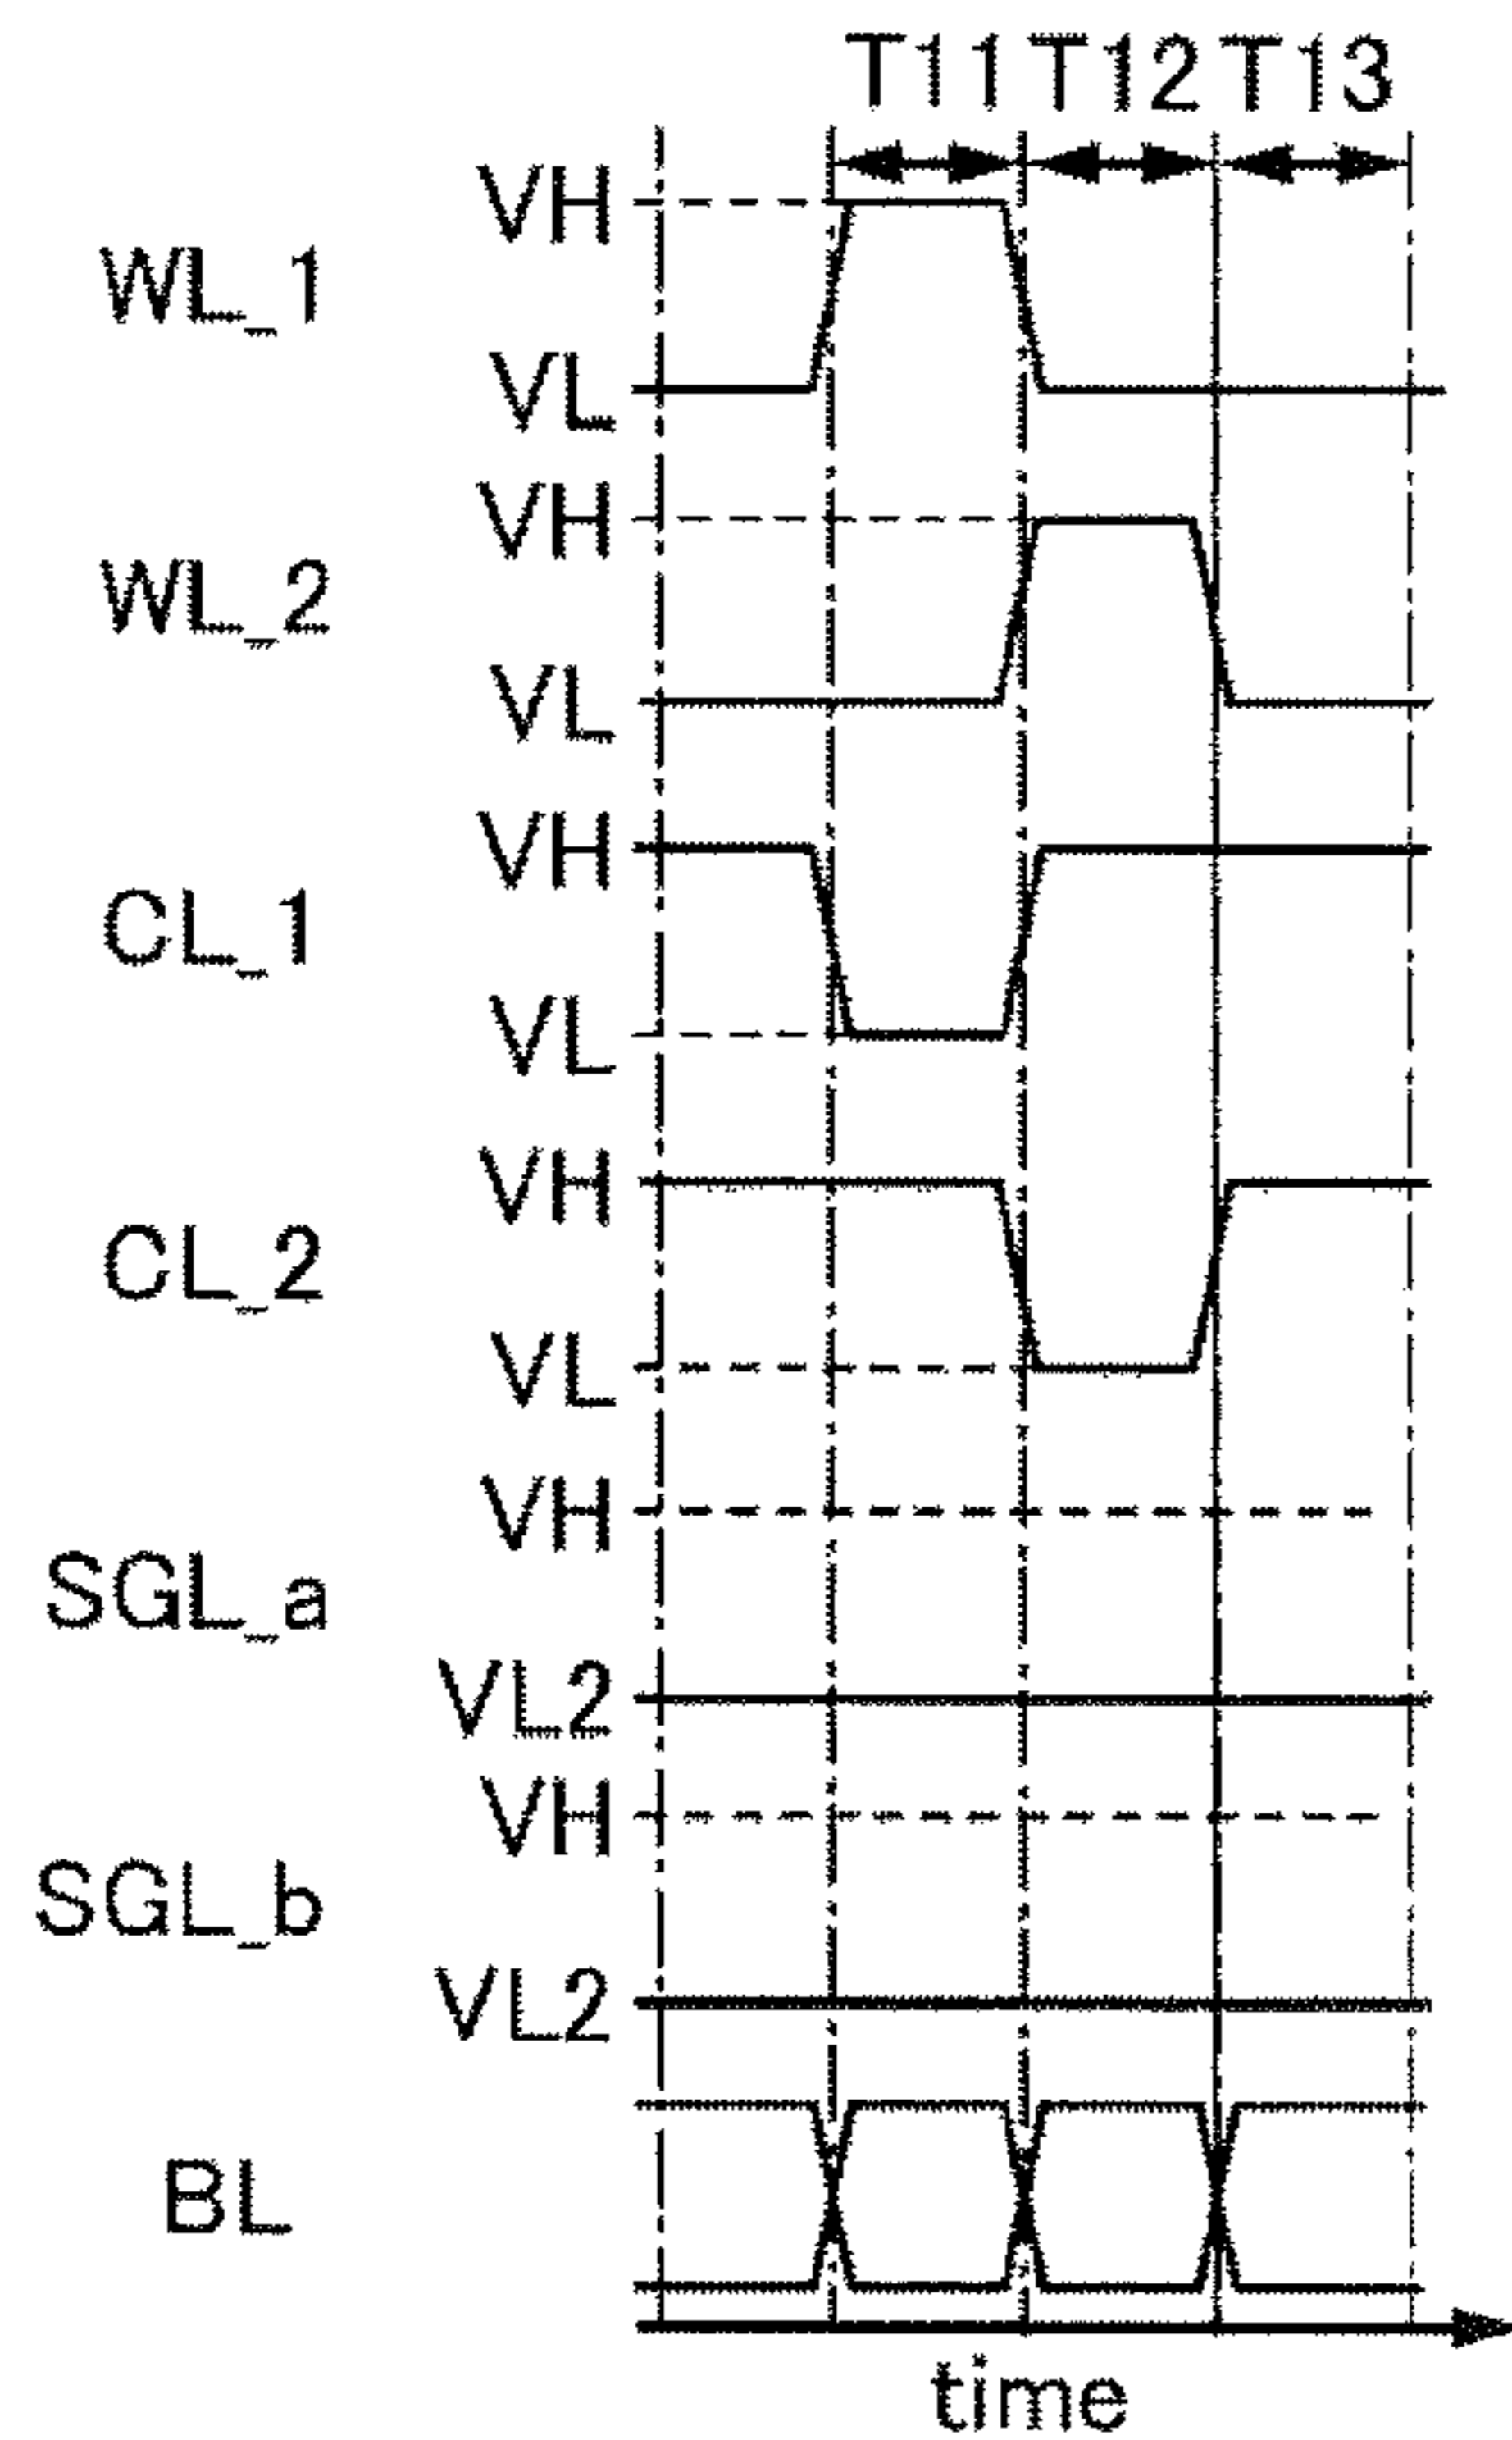 T11 T12 T13
VH
WL_1
VL
VH
WL_2
VL
VH
CL_1
VL
VH
CL_2
VL
VH
SGL_a
VL2
VH
SGL_b
VL2
BL
time